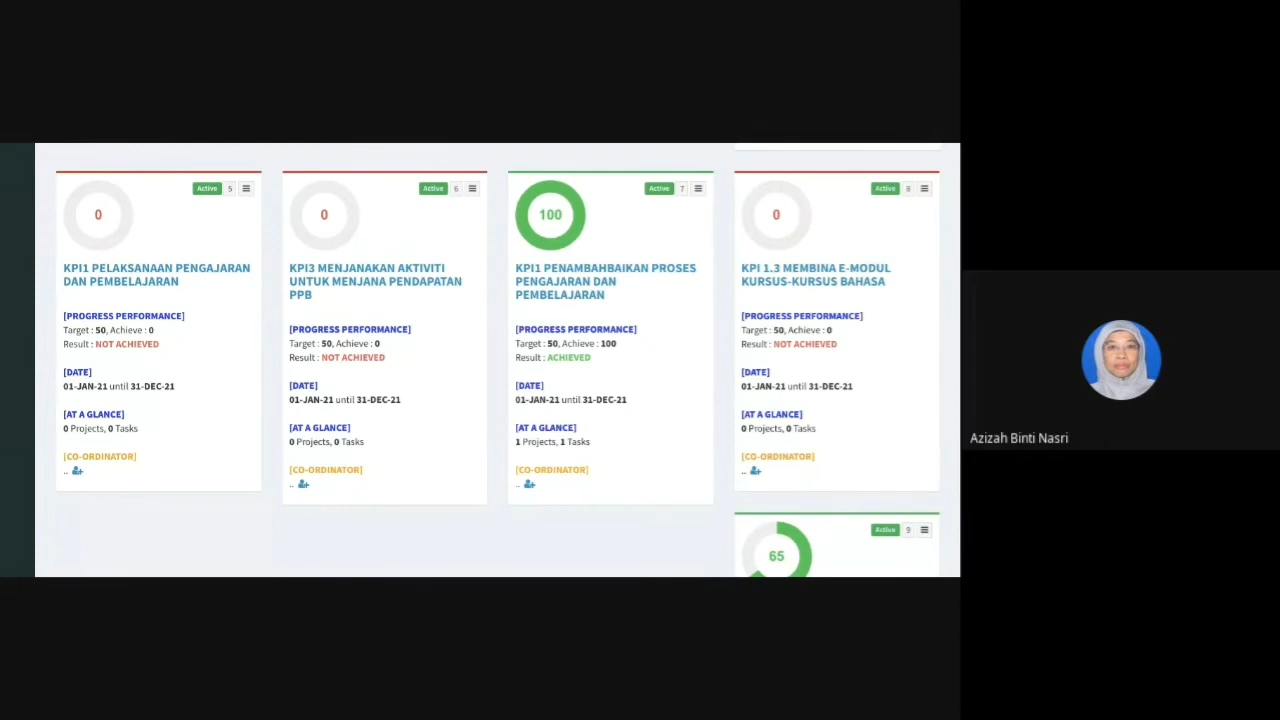 Active 5
0
KPI1 PELAKSANAAN PENGAJARAN
DAN PEMBELAJARAN
[PROGRESS PERFORMANCE]
Target : 50, Achieve : 0
Result : NOT ACHIEVED
[DATE]
01-JAN-21 until 31-DEC-21
[AT A GLANCE]
0 Projects, 0 Tasks
[CO-ORDINATOR]
..
Active 6
0
KPI3 MENJANAKAN AKTIVITI
UNTUK MENJANA PENDAPATAN
PPB
[PROGRESS PERFORMANCE]
Target : 50, Achieve : 0
Result : NOT ACHIEVED
[DATE]
01-JAN-21 until 31-DEC-21
[AT A GLANCE]
0 Projects, 0 Tasks
[CO-ORDINATOR]
..
Active 7
100
KPI1 PENAMBAHBAIKAN PROSES
PENGAJARAN DAN
PEMBELAJARAN
[PROGRESS PERFORMANCE]
Target : 50, Achieve : 100
Result : ACHIEVED
[DATE]
01-JAN-21 until 31-DEC-21
[AT A GLANCE]
1 Projects, 1 Tasks
[CO-ORDINATOR]
..
Active 8
0
KPI 1.3 MEMBINA E-MODUL
KURSUS-KURSUS BAHASA
[PROGRESS PERFORMANCE]
Target : 50, Achieve : 0
Result : NOT ACHIEVED
[DATE]
01-JAN-21 until 31-DEC-21
[AT A GLANCE]
0 Projects, 0 Tasks
[CO-ORDINATOR]
..
Active 9
65
Azizah Binti Nasri